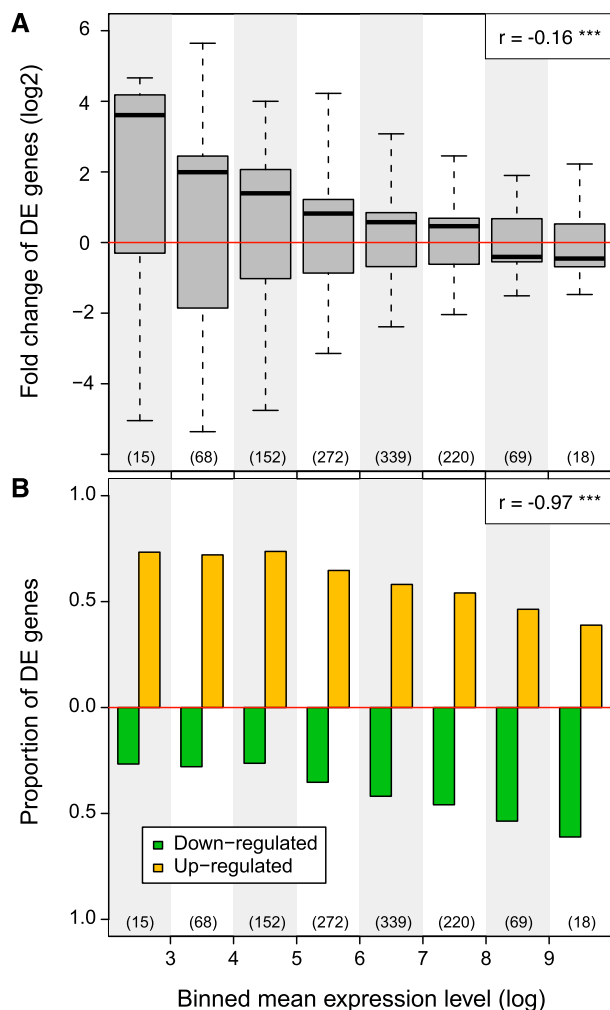 A
r = -0.16 ***
Fold change of DE genes (log2)
6
4
2
0
−2
−4
(15) (68) (152) (272) (339) (220) (69) (18)
B
r = -0.97 ***
Proportion of DE genes
1.0
0.5
0.0
0.5
1.0
Down−regulated
Up−regulated
(15) (68) (152) (272) (339) (220) (69) (18)
3 4 5 6 7 8 9
Binned mean expression level (log)